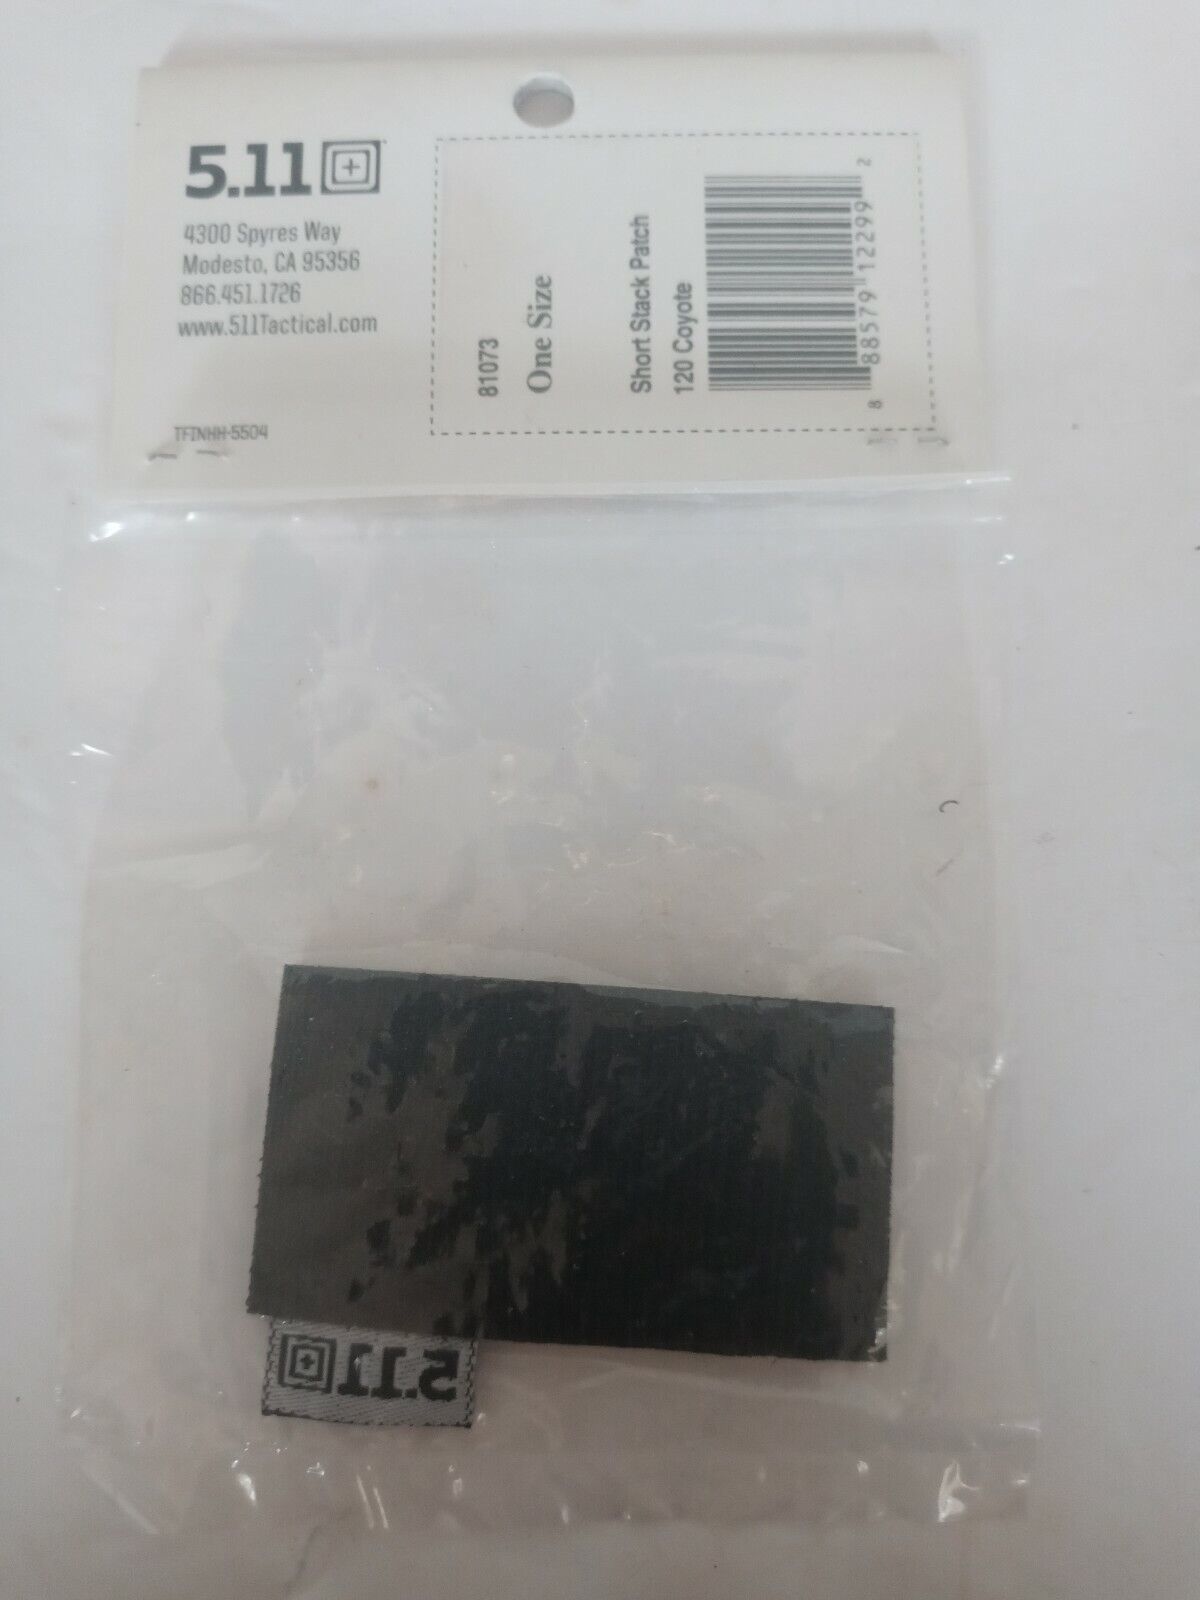 5.11
4300 Spyres Way
Modesto, CA 95356
866.451.1726
www.511Tactical.com
TFINHH-5504
81073
One Size
Short Stack Patch
120 Coyote
8 88579 12299 2
5.11